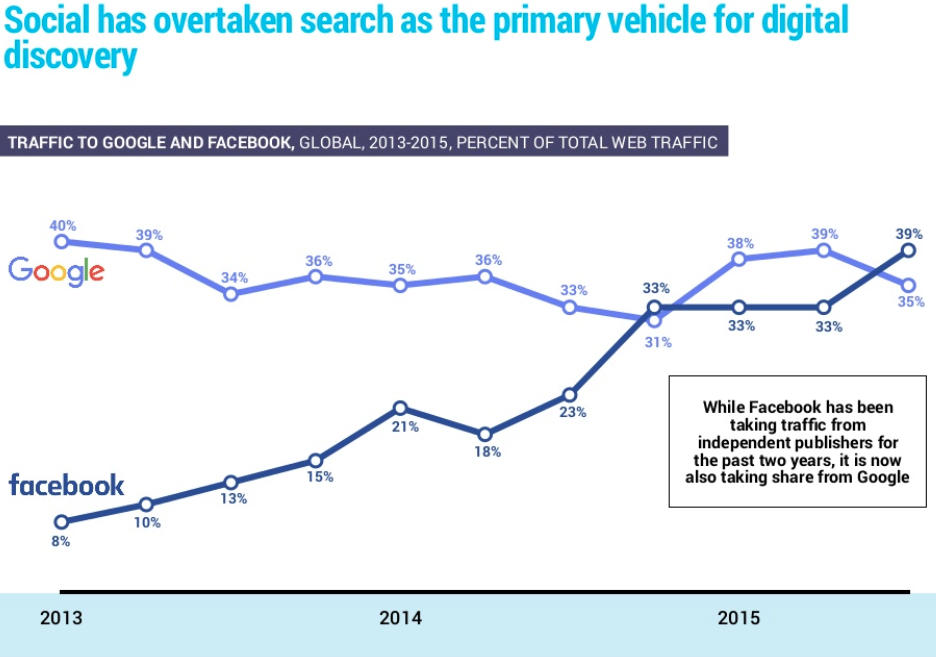 Social has overtaken search as the primary vehicle for digital
discovery
TRAFFIC TO GOOGLE AND FACEBOOK, GLOBAL, 2013-2015, PERCENT OF TOTAL WEB TRAFFIC
40%
39%
34%
36%
35%
36%
33%
31%
38%
39%
35%
Google
facebook
8%
10%
13%
15%
21%
18%
23%
33%
33%
33%
39%
While Facebook has been
taking traffic from
independent publishers for
the past two years, it is now
also taking share from Google
2013
2014
2015